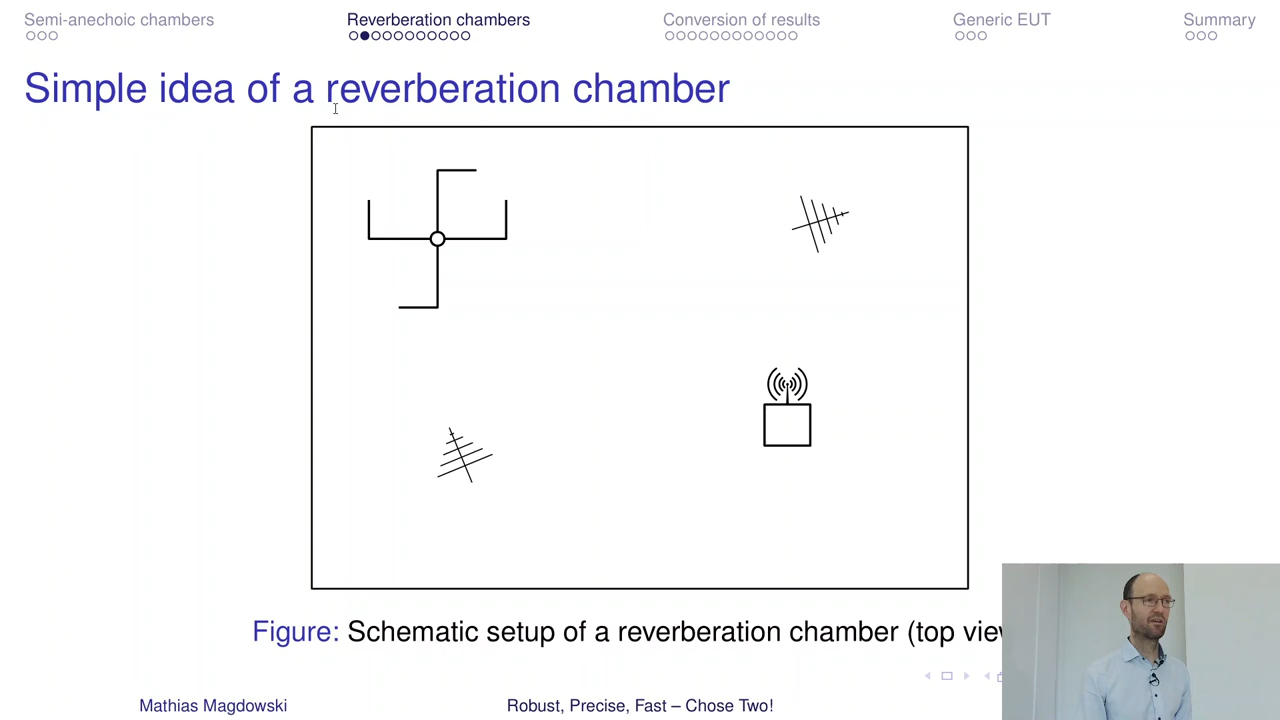 Semi-anechoic chambers Reverberation chambers Conversion of results Generic EUT Summary
Simple idea of a reverberation chamber
Figure: Schematic setup of a reverberation chamber (top view
Mathias Magdowski Robust, Precise, Fast – Chose Two!